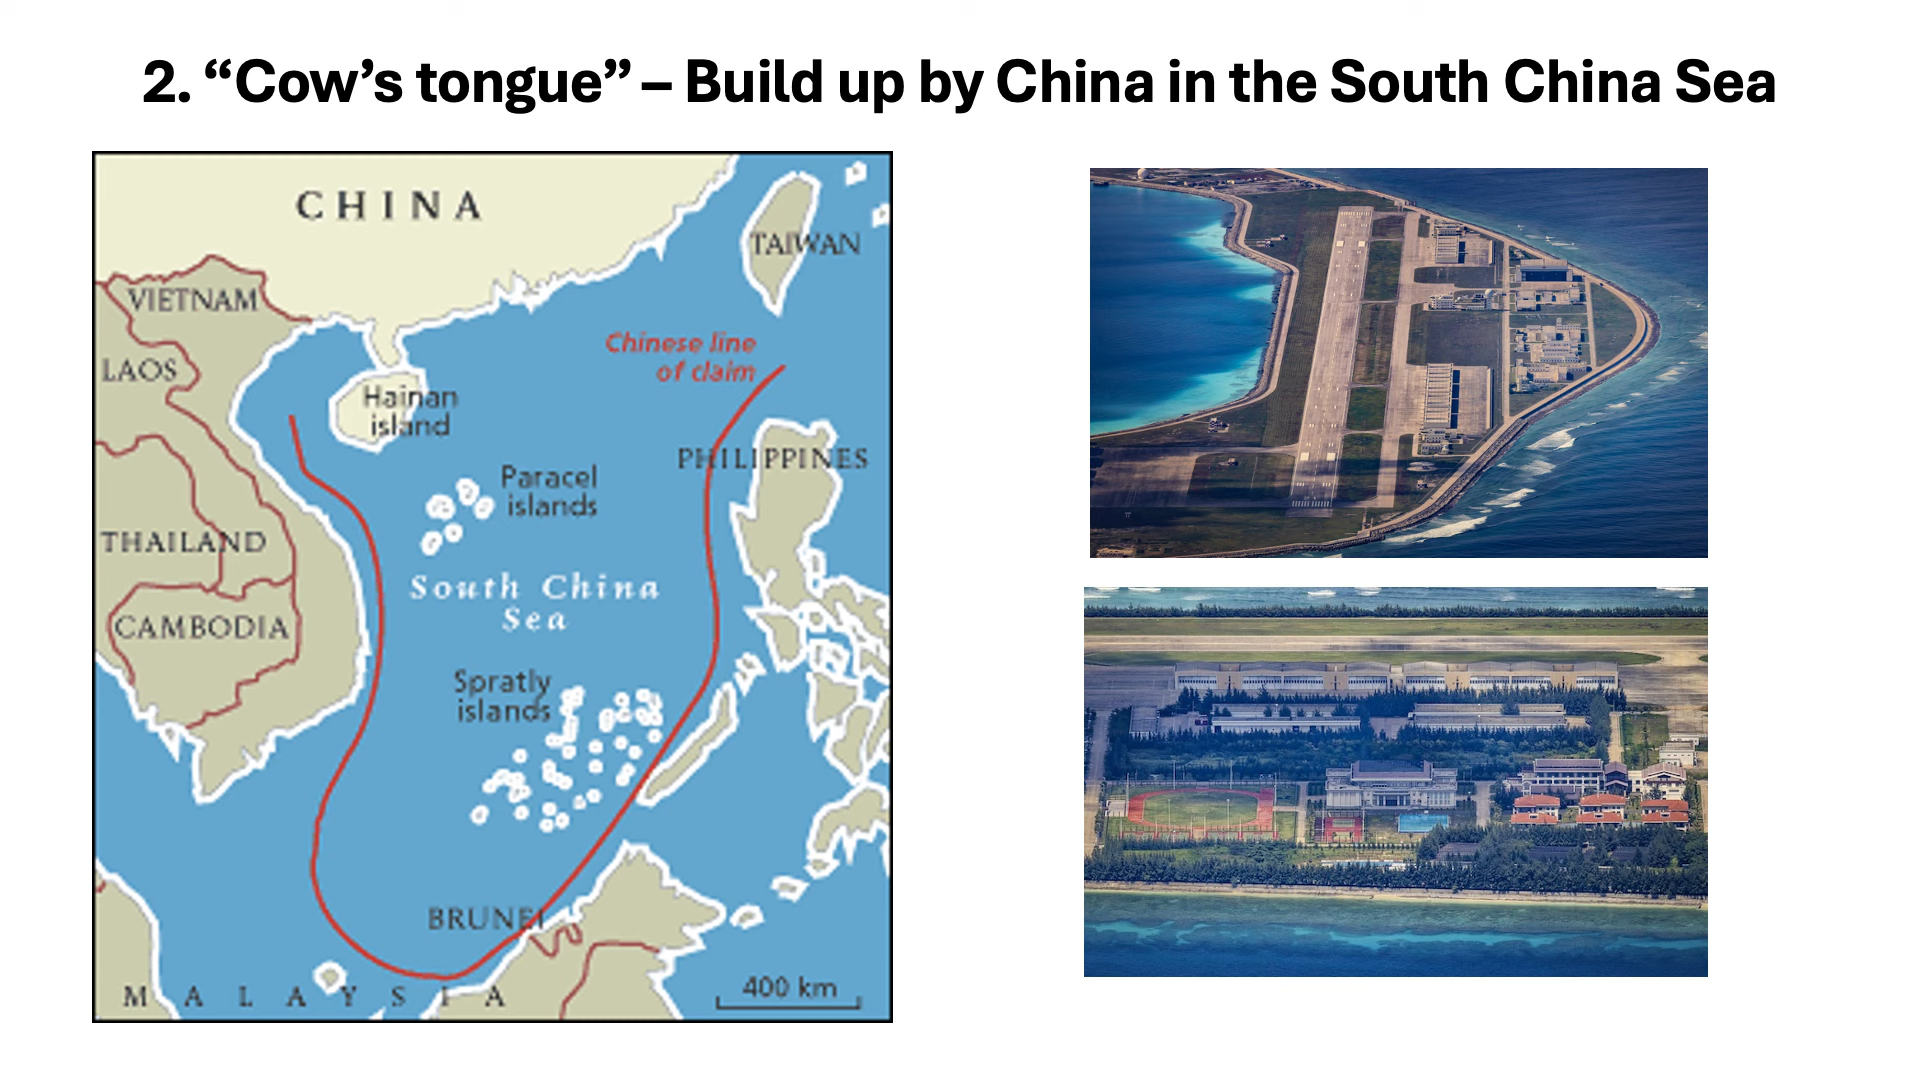 2. “Cow’s tongue” – Build up by China in the South China Sea
CHINA
TAIWAN
VIETNAM
Chinese line
of claim
LAOS
Hainan
island
PHILIPPINES
Paracel
islands
THAILAND
South China
Sea
CAMBODIA
Spratly
islands
BRUNEI
400 km
MALAYSIA